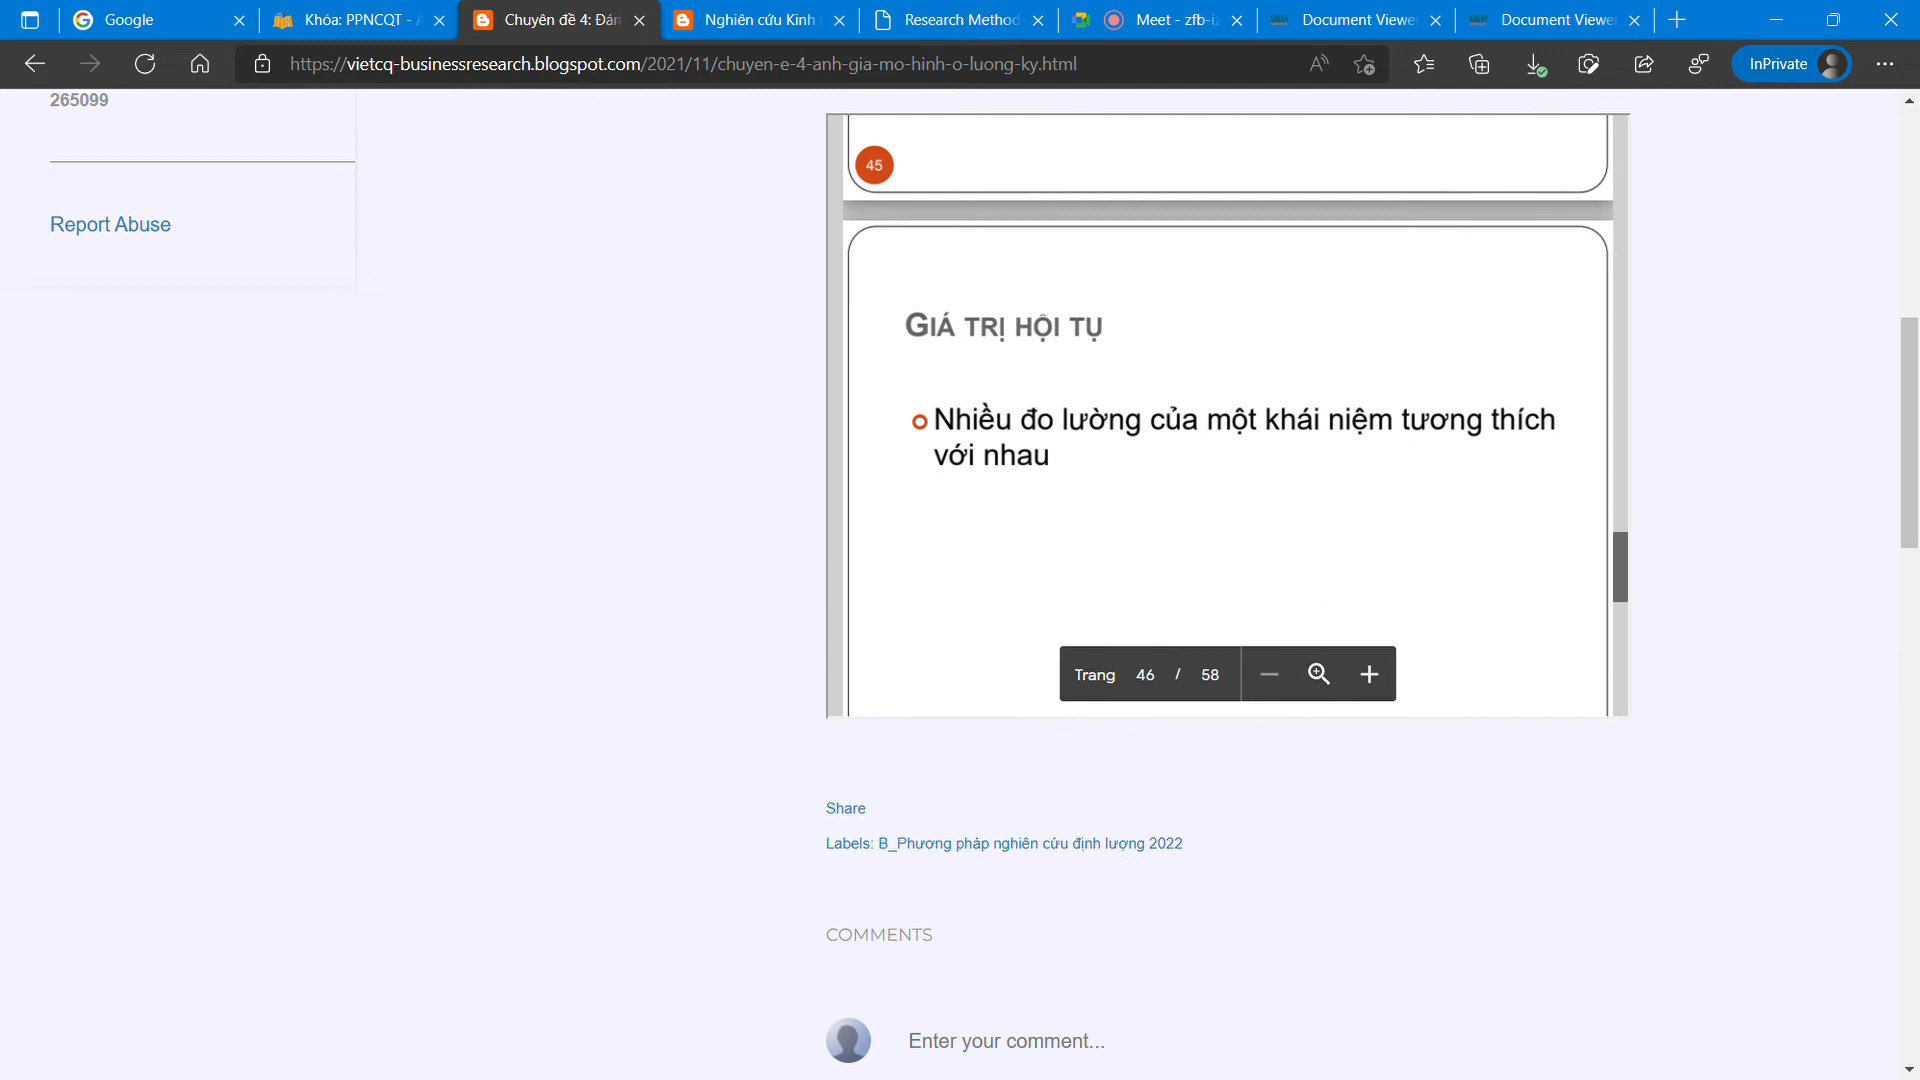 Google
Khóa: PPNCQT -
Chuyên đề 4: Đán
Nghiên cứu Kinh
Research Method
Meet - zfb-i
Document Viewe
Document Viewe
https://vietcq-businessresearch.blogspot.com/2021/11/chuyen-e-4-anh-gia-mo-hinh-o-luong-ky.html
InPrivate
265099
Report Abuse
45
GIÁ TRỊ HỘI TỤ
Nhiều đo lường của một khái niệm tương thích
với nhau
Trang 46 / 58
Share
Labels: B_Phương pháp nghiên cứu định lượng 2022
COMMENTS
Enter your comment...